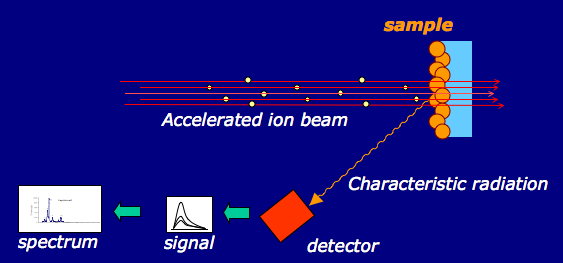 sample
Accelerated ion beam
Characteristic radiation
spectrum
signal
detector